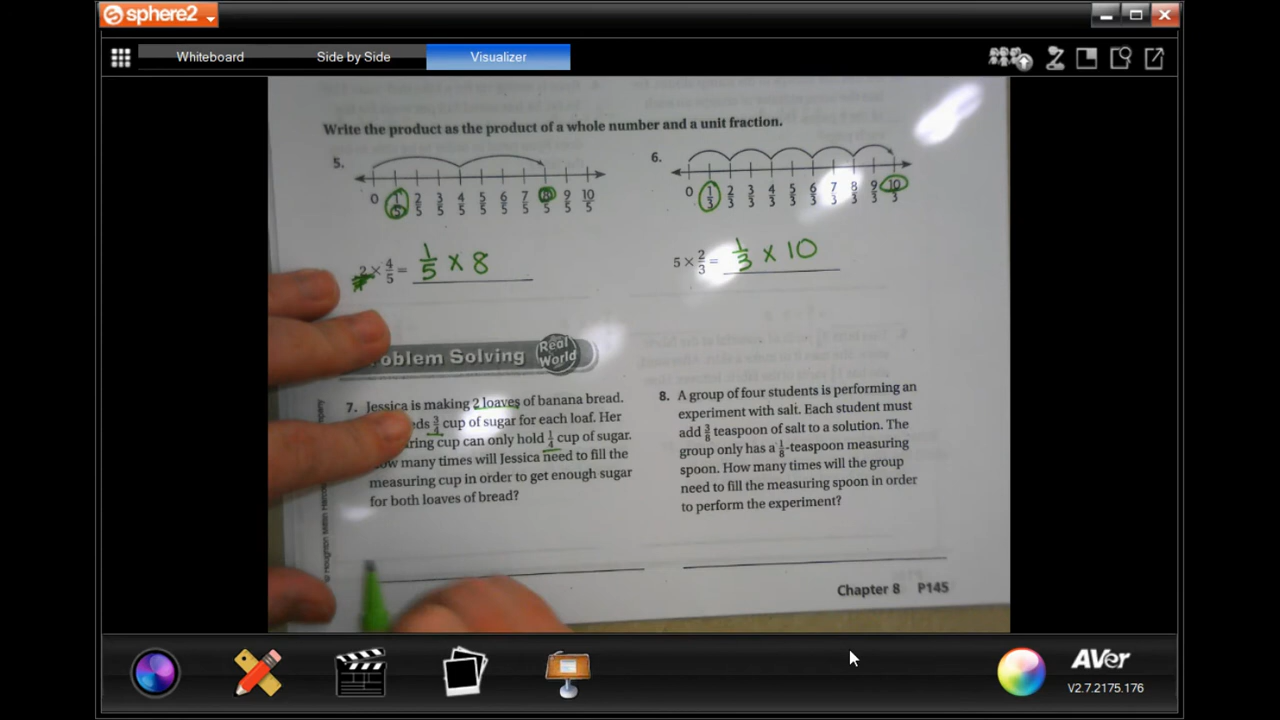 sphere2
Whiteboard Side by Side Visualizer
Write the product as the product of a whole number and a unit fraction.
5.
0 1/5 2/5 3/5 4/5 5/5 6/5 7/5 8/5 9/5 10/5
2 × 4/5 = 1/5 × 8
6.
0 1/3 2/3 3/3 4/3 5/3 6/3 7/3 8/3 9/3 10/3
5 × 2/3 = 1/3 × 10
oblem Solving Real World
7. Jessica is making 2 loaves of banana bread.
eds 3/4 cup of sugar for each loaf. Her
ring cup can only hold 1/4 cup of sugar.
ow many times will Jessica need to fill the
measuring cup in order to get enough sugar
for both loaves of bread?
8. A group of four students is performing an
experiment with salt. Each student must
add 3/8 teaspoon of salt to a solution. The
group only has a 1/8-teaspoon measuring
spoon. How many times will the group
need to fill the measuring spoon in order
to perform the experiment?
Chapter 8 P145
AVer
V2.7.2175.176